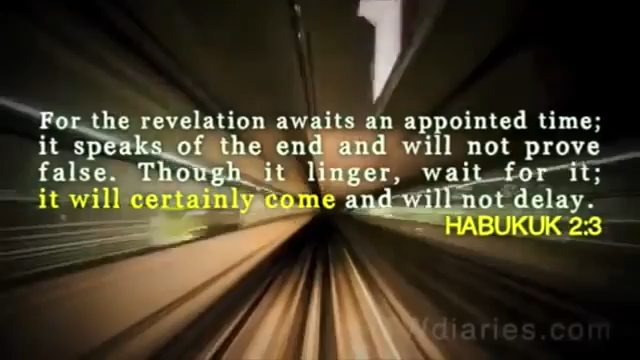 For the revelation awaits an appointed time;
it speaks of the end and will not prove
false. Though it linger, wait for it;
it will certainly come and will not delay.
HABUKUK 2:3